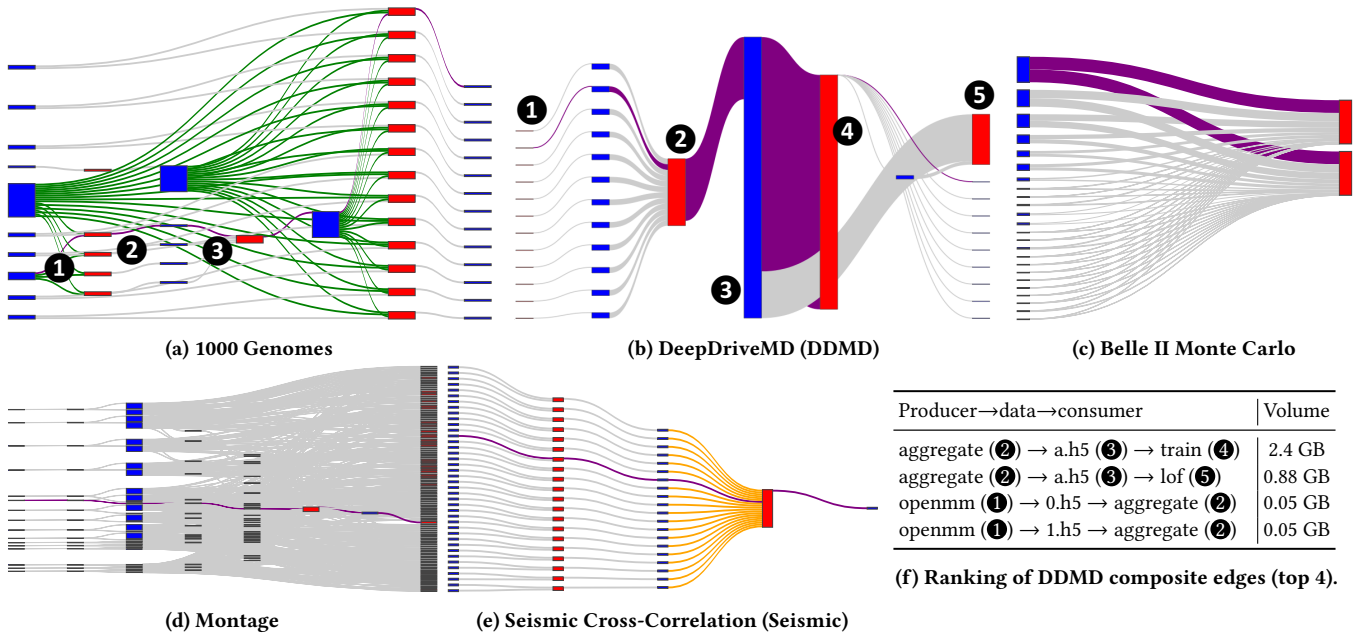 1
2
3
(a) 1000 Genomes
1
2
3
4
5
(b) DeepDriveMD (DDMD)
(c) Belle II Monte Carlo
(d) Montage
(e) Seismic Cross-Correlation (Seismic)
Producer→data→consumer Volume
aggregate (2) → a.h5 (3) → train (4) 2.4 GB
aggregate (2) → a.h5 (3) → lof (5) 0.88 GB
openmm (1) → 0.h5 → aggregate (2) 0.05 GB
openmm (1) → 1.h5 → aggregate (2) 0.05 GB
(f) Ranking of DDMD composite edges (top 4).